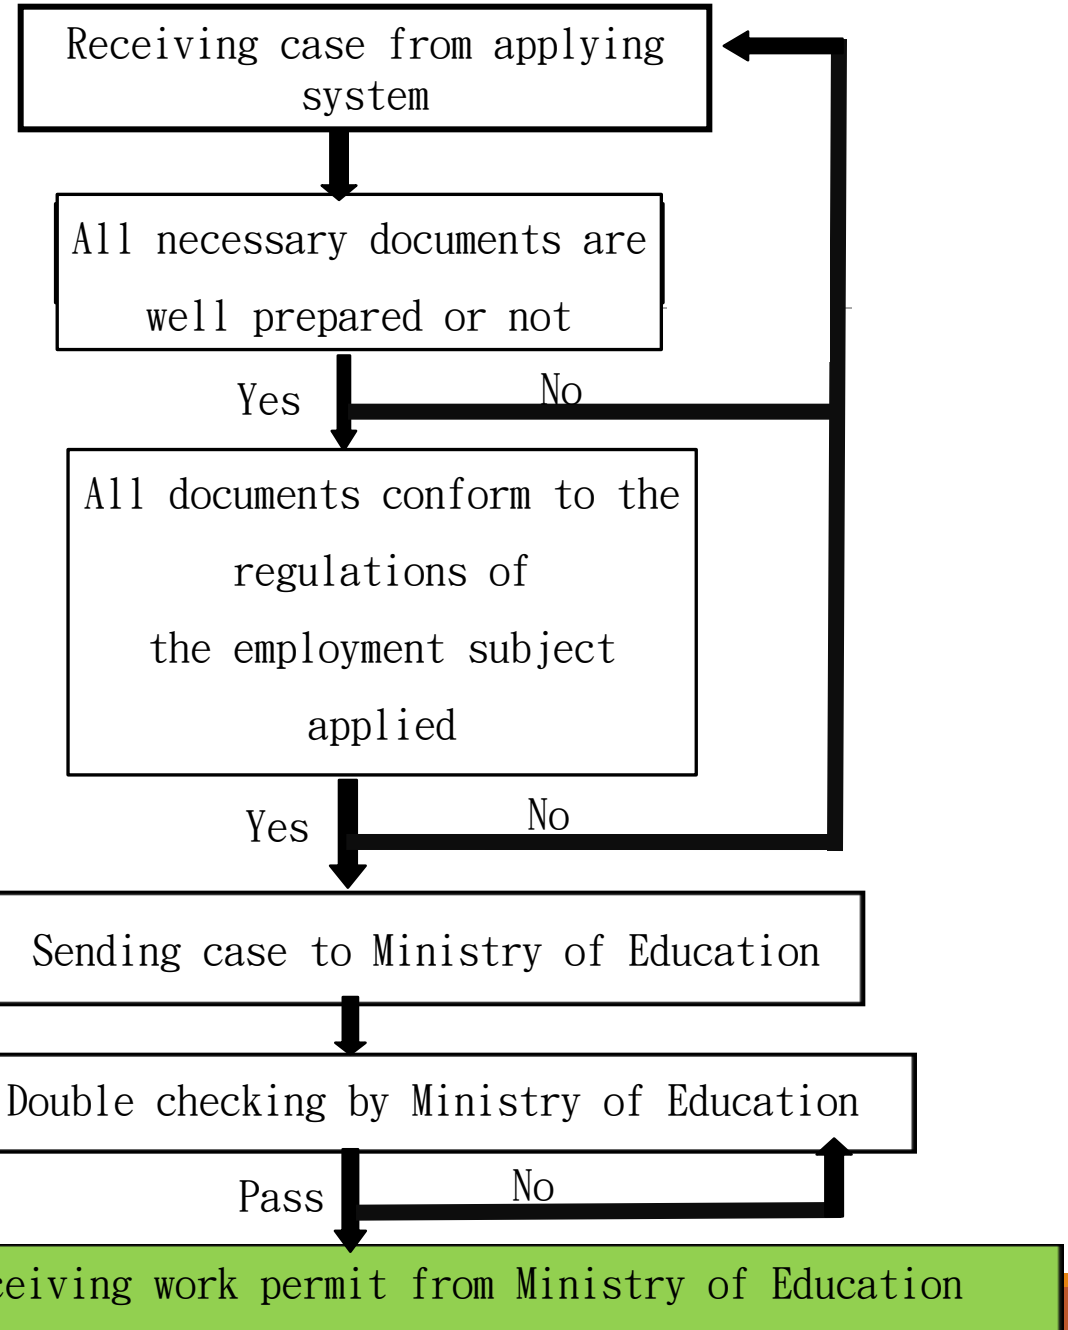 Receiving case from applying
system
All necessary documents are
well prepared or not
Yes
No
All documents conform to the
regulations of
the employment subject
applied
Yes
No
Sending case to Ministry of Education
Double checking by Ministry of Education
Pass
No
ceiving work permit from Ministry of Education